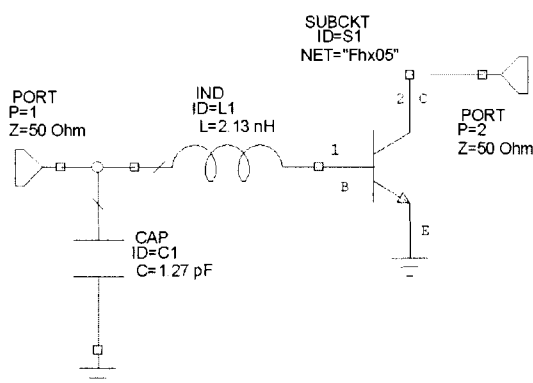 SUBCKT
ID=S1
NET="Fhx05"
PORT
P=1
Z=50 Ohm
IND
ID=L1
L=2.13 nH
2 C
PORT
P=2
Z=50 Ohm
1
B
E
CAP
ID=C1
C=1.27 pF